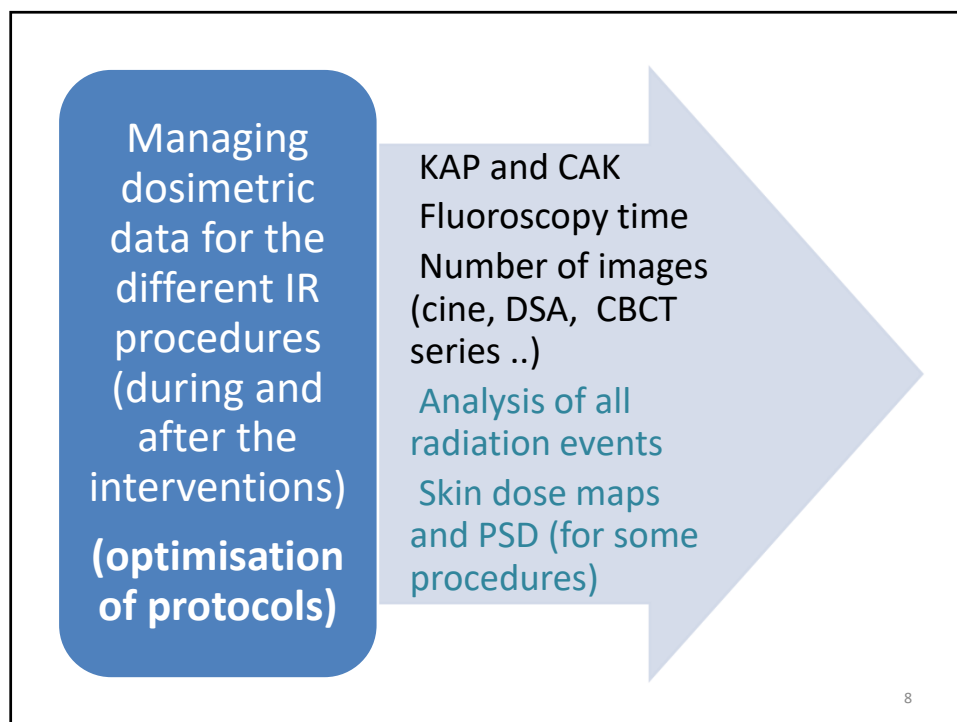 Managing
dosimetric
data for the
different IR
procedures
(during and
after the
interventions)
(optimisation
of protocols)
KAP and CAK
Fluoroscopy time
Number of images
(cine, DSA,  CBCT
series ..)
Analysis of all
radiation events
Skin dose maps
and PSD (for some
procedures)
8